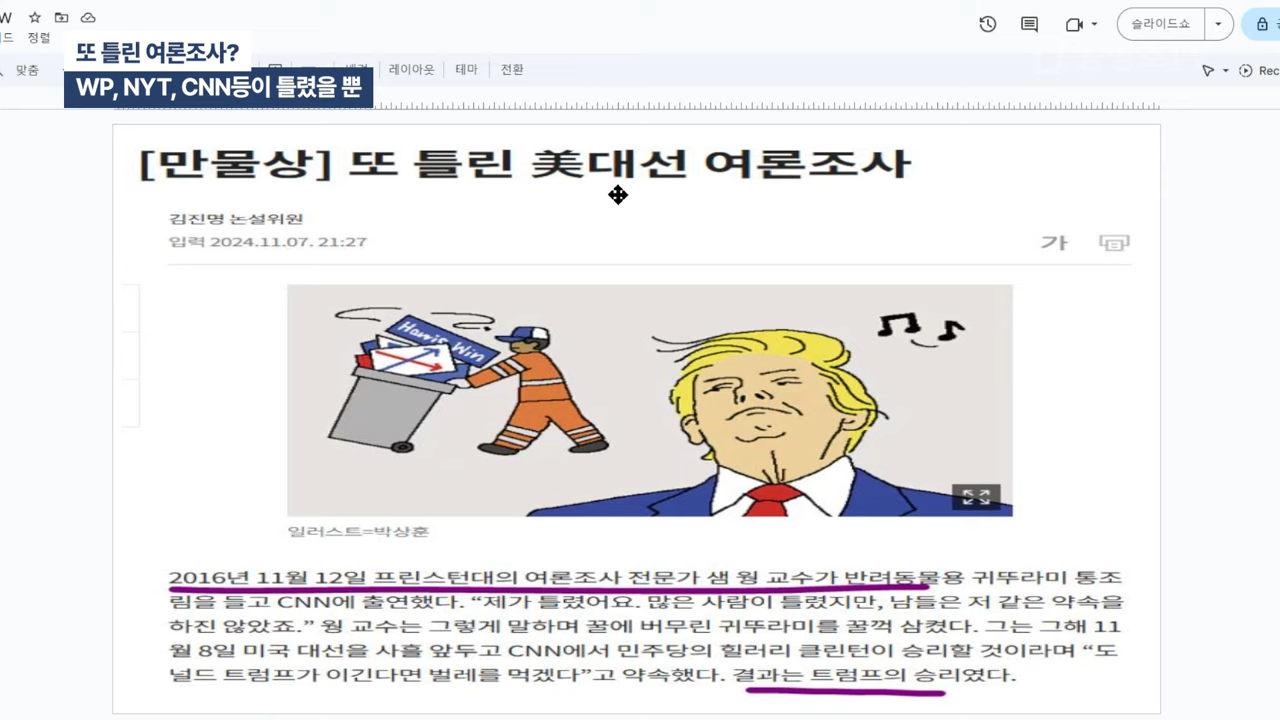 W
정렬
슬라이드쇼
또 틀린 여론조사?
WP, NYT, CNN등이 틀렸을 뿐
맞춤
레이아웃
테마
전환
Rec
[만물상] 또 틀린 美대선 여론조사
김진명 논설위원
입력 2024.11.07. 21:27
가
Harris Win
일러스트=박상훈
2016년 11월 12일 프린스턴대의 여론조사 전문가 샘 웡 교수가 반려동물용 귀뚜라미 통조
림을 들고 CNN에 출연했다. “제가 틀렸어요. 많은 사람이 틀렸지만, 남들은 저 같은 약속을
하진 않았죠.” 웡 교수는 그렇게 말하며 꿀에 버무린 귀뚜라미를 꿀꺽 삼켰다. 그는 그해 11
월 8일 미국 대선을 사흘 앞두고 CNN에서 민주당의 힐러리 클린턴이 승리할 것이라며 “도
널드 트럼프가 이긴다면 벌레를 먹겠다”고 약속했다. 결과는 트럼프의 승리였다.